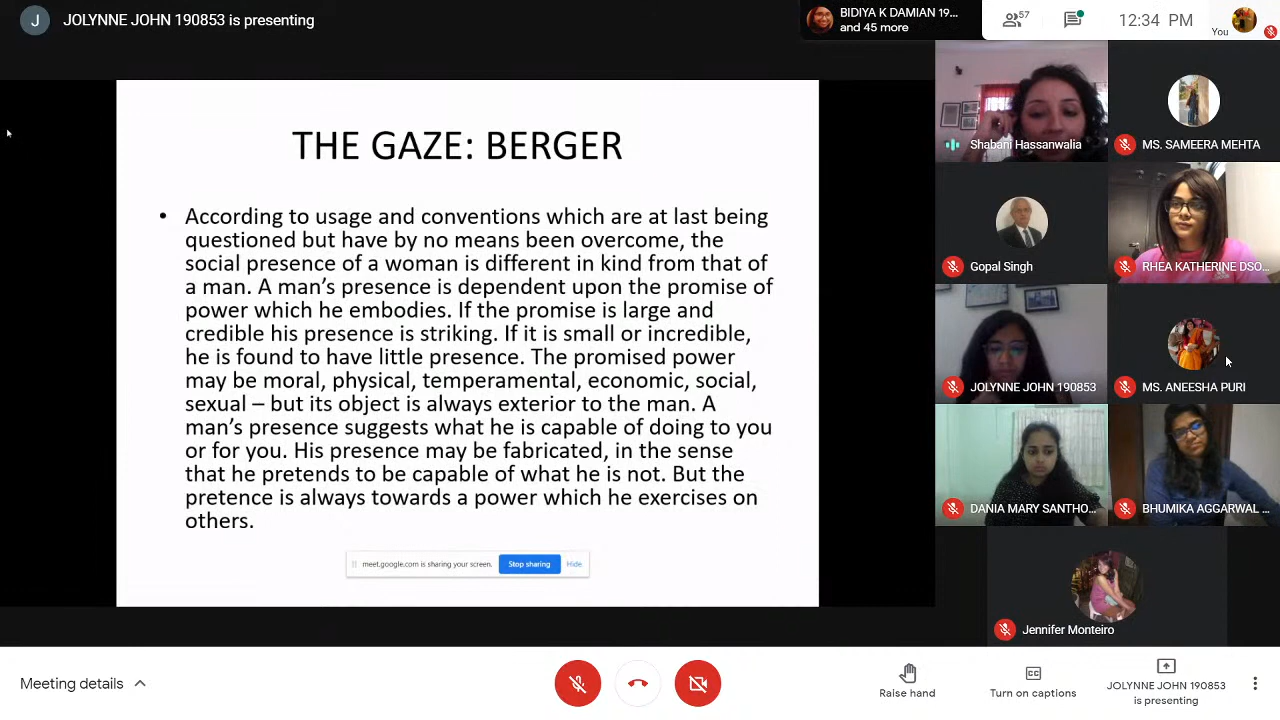 J JOLYNNE JOHN 190853 is presenting
BIDIYA K DAMIAN 19...
and 45 more
57
12:34 PM
You
THE GAZE: BERGER
• According to usage and conventions which are at last being
questioned but have by no means been overcome, the
social presence of a woman is different in kind from that of
a man. A man's presence is dependent upon the promise of
power which he embodies. If the promise is large and
credible his presence is striking. If it is small or incredible,
he is found to have little presence. The promised power
may be moral, physical, temperamental, economic, social,
sexual – but its object is always exterior to the man. A
man's presence suggests what he is capable of doing to you
or for you. His presence may be fabricated, in the sense
that he pretends to be capable of what he is not. But the
pretence is always towards a power which he exercises on
others.
meet.google.com is sharing your screen. Stop sharing Hide
Shabani Hassanwalia
MS. SAMEERA MEHTA
Gopal Singh
RHEA KATHERINE DSO...
JOLYNNE JOHN 190853
MS. ANEESHA PURI
DANIA MARY SANTHO...
BHUMIKA AGGARWAL ...
Jennifer Monteiro
Meeting details
Raise hand
Turn on captions
JOLYNNE JOHN 190853
is presenting